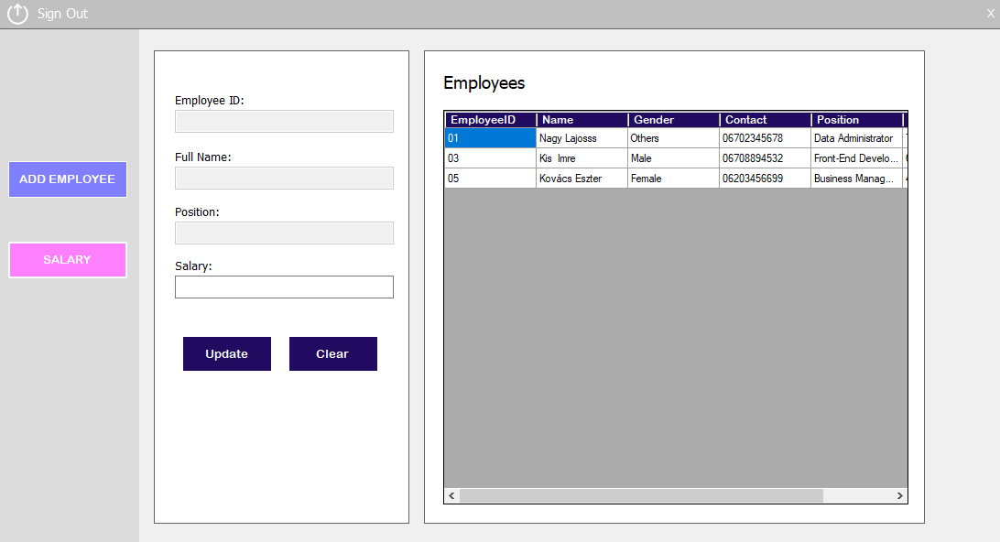 Sign Out
X
ADD EMPLOYEE
SALARY
Employee ID:
Full Name:
Position:
Salary:
Update Clear
Employees
EmployeeID Name Gender Contact Position
01 Nagy Lajosss Others 06702345678 Data Administrator
03 Kis Imre Male 06708894532 Front-End Develo...
05 Kovács Eszter Female 06203456699 Business Manag...